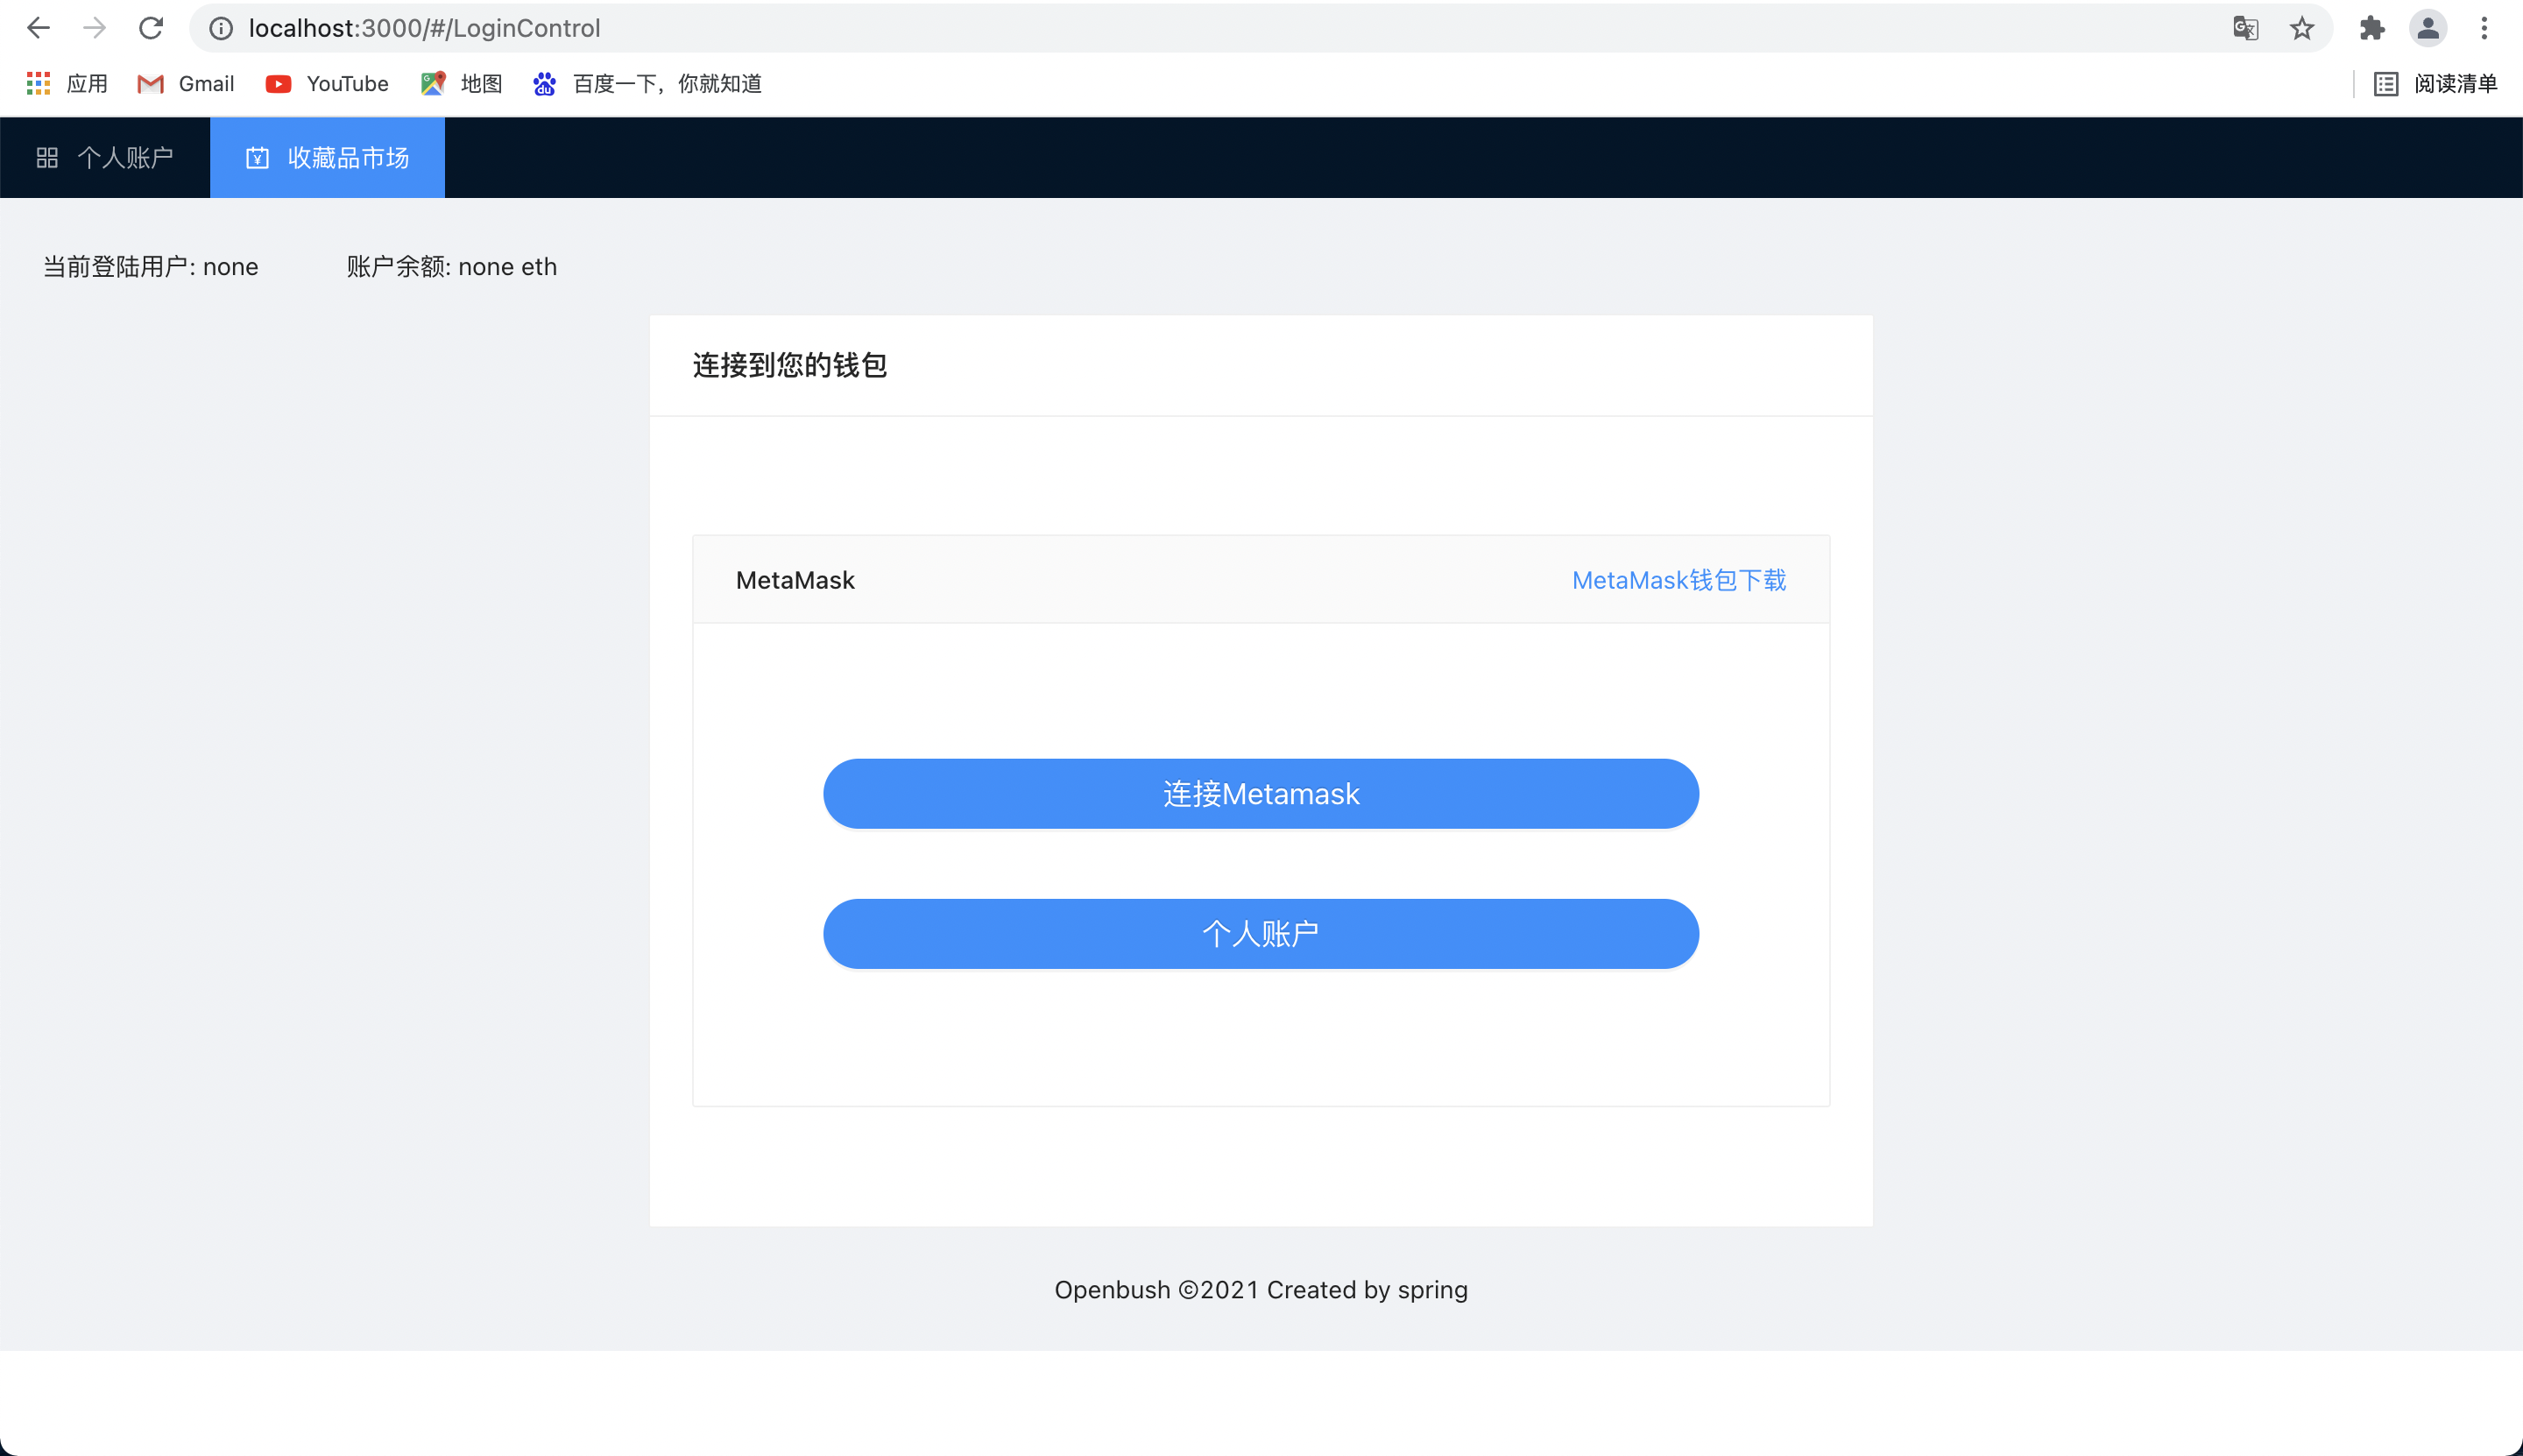 localhost:3000/#/LoginControl
应用 Gmail YouTube 地图 百度一下，你就知道 阅读清单
个人账户 收藏品市场
当前登陆用户: none 账户余额: none eth
连接到您的钱包
MetaMask MetaMask钱包下载
连接Metamask
个人账户
Openbush ©2021 Created by spring